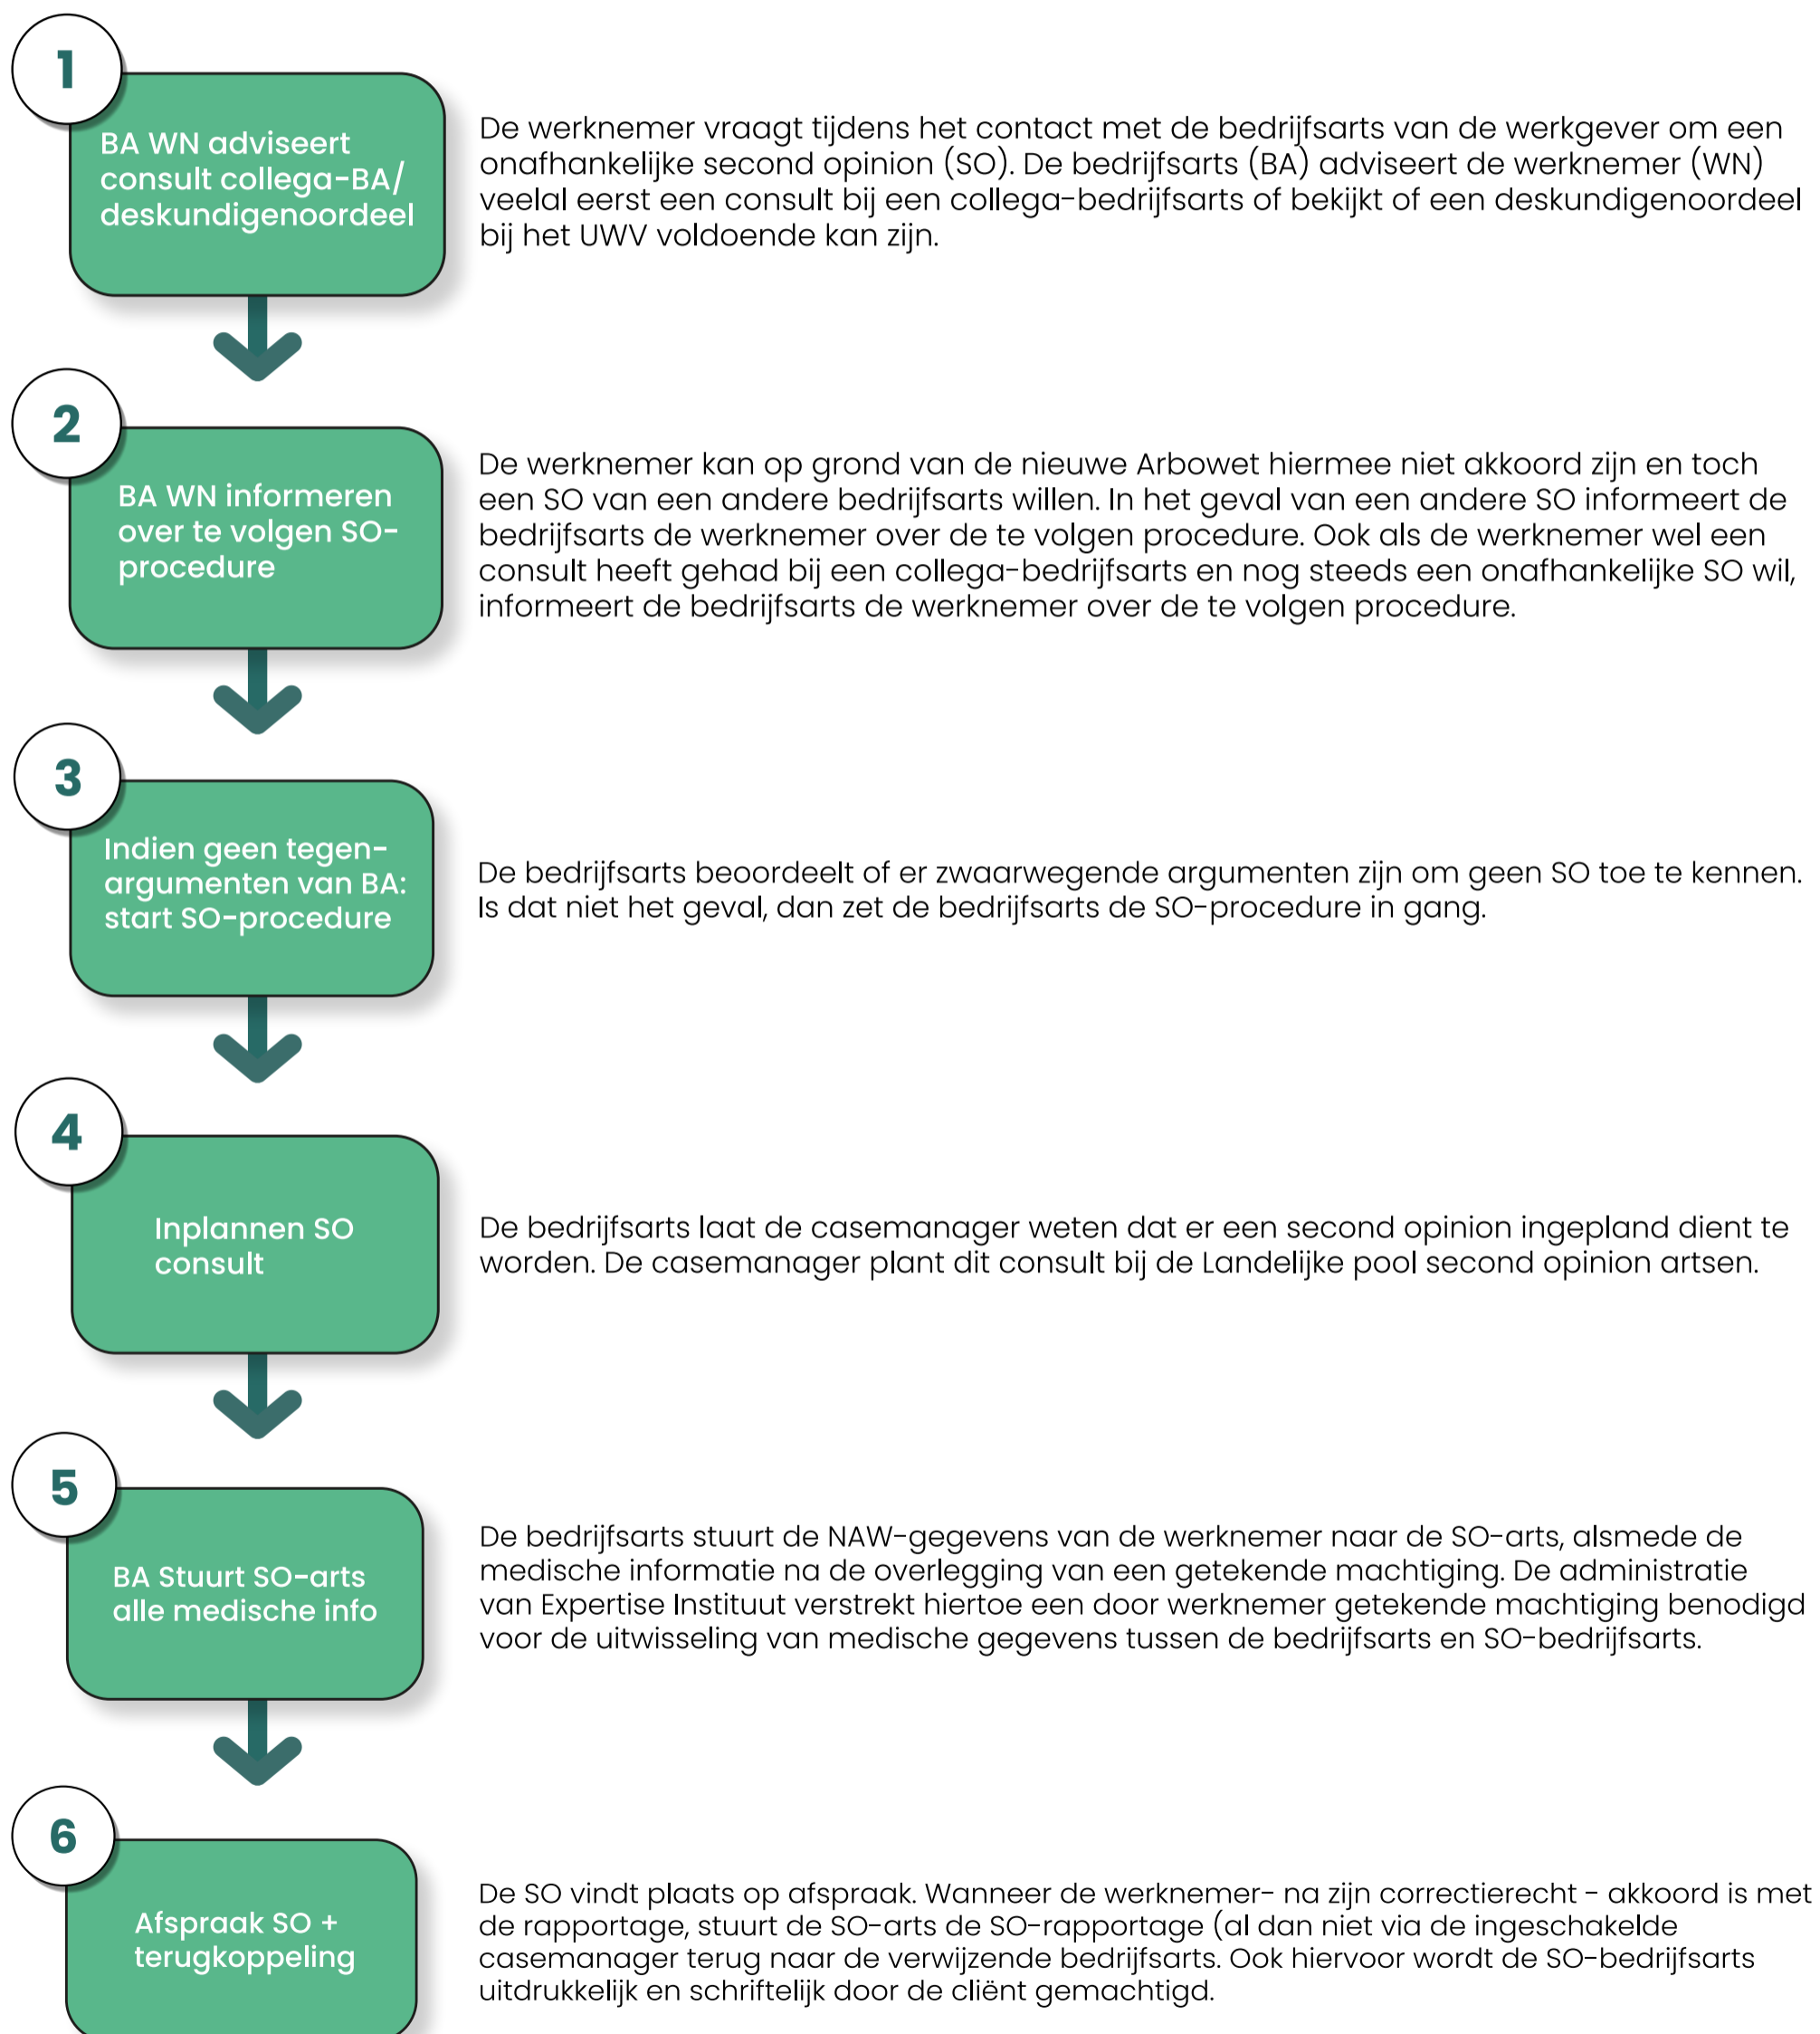 1
BA WN adviseert
consult collega-BA/
deskundigenoordeel
De werknemer vraagt tijdens het contact met de bedrijfsarts van de werkgever om een
onafhankelijke second opinion (SO). De bedrijfsarts (BA) adviseert de werknemer (WN)
veelal eerst een consult bij een collega-bedrijfsarts of bekijkt of een deskundigenoordeel
bij het UWV voldoende kan zijn.
2
BA WN informeren
over te volgen SO-
procedure
De werknemer kan op grond van de nieuwe Arbowet hiermee niet akkoord zijn en toch
een SO van een andere bedrijfsarts willen. In het geval van een andere SO informeert de
bedrijfsarts de werknemer over de te volgen procedure. Ook als de werknemer wel een
consult heeft gehad bij een collega-bedrijfsarts en nog steeds een onafhankelijke SO wil,
informeert de bedrijfsarts de werknemer over de te volgen procedure.
3
Indien geen tegen-
argumenten van BA:
start SO-procedure
De bedrijfsarts beoordeelt of er zwaarwegende argumenten zijn om geen SO toe te kennen.
Is dat niet het geval, dan zet de bedrijfsarts de SO-procedure in gang.
4
Inplannen SO
consult
De bedrijfsarts laat de casemanager weten dat er een second opinion ingepland dient te
worden. De casemanager plant dit consult bij de Landelijke pool second opinion artsen.
5
BA Stuurt SO-arts
alle medische info
De bedrijfsarts stuurt de NAW-gegevens van de werknemer naar de SO-arts, alsmede de
medische informatie na de overlegging van een getekende machtiging. De administratie
van Expertise Instituut verstrekt hiertoe een door werknemer getekende machtiging benodigd
voor de uitwisseling van medische gegevens tussen de bedrijfsarts en SO-bedrijfsarts.
6
Afspraak SO +
terugkoppeling
De SO vindt plaats op afspraak. Wanneer de werknemer- na zijn correctierecht - akkoord is met
de rapportage, stuurt de SO-arts de SO-rapportage (al dan niet via de ingeschakelde
casemanager terug naar de verwijzende bedrijfsarts. Ook hiervoor wordt de SO-bedrijfsarts
uitdrukkelijk en schriftelijk door de cliënt gemachtigd.